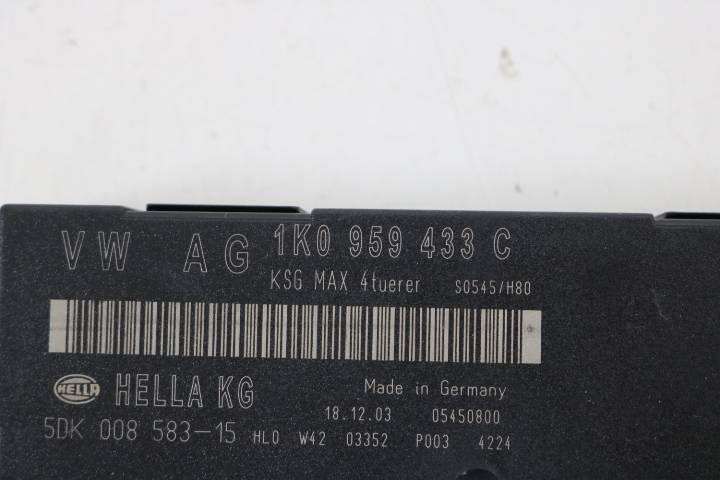 VW AG 1K0 959 433 C
KSG MAX 4tuerer S0545/H80
HELLA HELLA KG Made in Germany
18.12.03 05450800
5DK 008 583-15 HL0 W42 03352 P003 4224